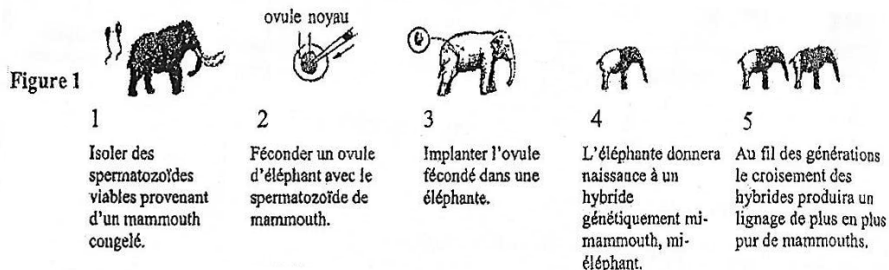 ovule noyau
Figure 1
1
Isoler des
spermatozoïdes
viables provenant
d'un mammouth
congelé.
2
Féconder un ovule
d'éléphant avec le
spermatozoïde de
mammouth.
3
Implanter l'ovule
fécondé dans une
éléphante.
4
L'éléphante donnera
naissance à un
hybride
génétiquement mi-
mammouth, mi-
éléphant.
5
Au fil des générations
le croisement des
hybrides produira un
lignage de plus en plus
pur de mammouths.